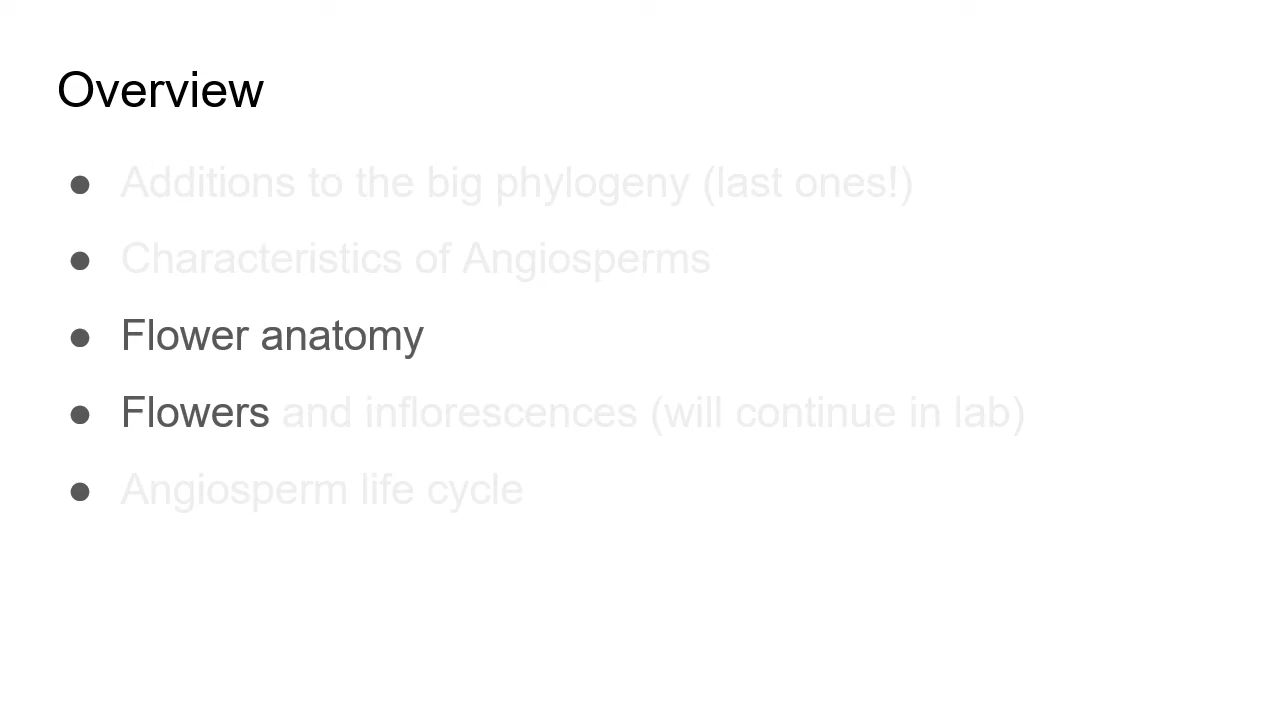 Overview
● Additions to the big phylogeny (last ones!)
● Characteristics of Angiosperms
● Flower anatomy
● Flowers and inflorescences (will continue in lab)
● Angiosperm life cycle